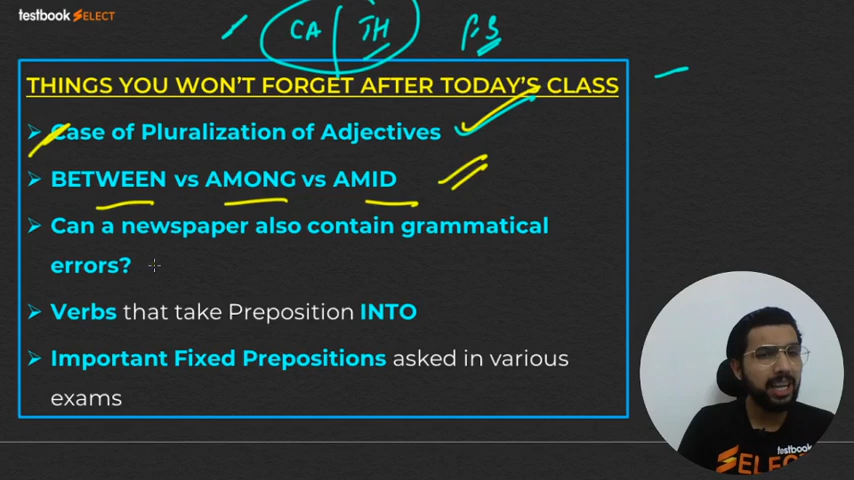 testbook SELECT
CA TH
THINGS YOU WON'T FORGET AFTER TODAY'S CLASS
Case of Pluralization of Adjectives
BETWEEN vs AMONG vs AMID
Can a newspaper also contain grammatical
errors?
Verbs that take Preposition INTO
Important Fixed Prepositions asked in various
exams
testbook
SELEC